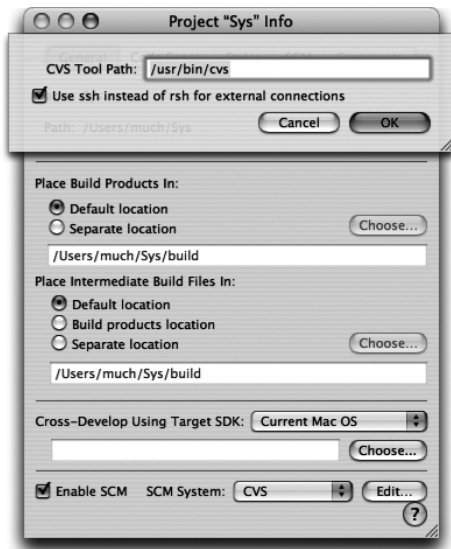 Project “Sys” Info
CVS Tool Path: /usr/bin/cvs
Use ssh instead of rsh for external connections
Path: /Users/much/Sys
Cancel OK
Place Build Products In:
Default location
Separate location
Choose...
/Users/much/Sys/build
Place Intermediate Build Files In:
Default location
Build products location
Separate location
Choose...
/Users/much/Sys/build
Cross-Develop Using Target SDK: Current Mac OS
Choose...
Enable SCM SCM System: CVS Edit...
?